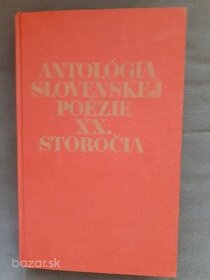 ANTOLÓGIA
SLOVENSKEJ
POÉZIE
XX.
STOROČIA
bazar.sk